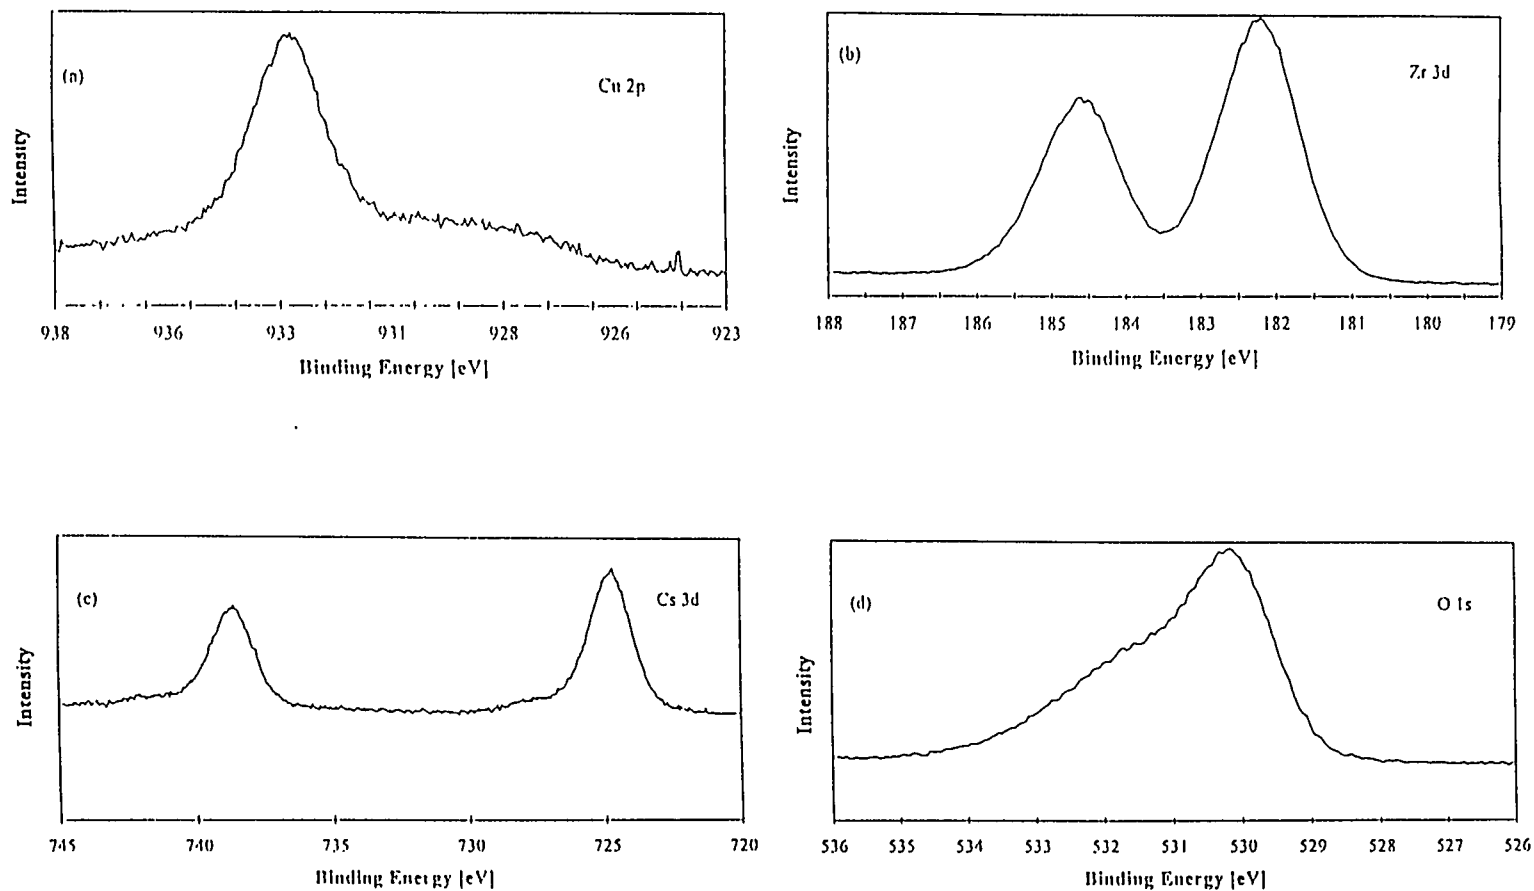 (a)
Cu 2p
Intensity
938 936 933 931 928 926 923
Binding Energy [eV]
(b)
Zr 3d
Intensity
188 187 186 185 184 183 182 181 180 179
Binding Energy [eV]
(c)
Cs 3d
Intensity
745 740 735 730 725 720
Binding Energy [eV]
(d)
O 1s
Intensity
536 535 534 533 532 531 530 529 528 527 526
Binding Energy [eV]